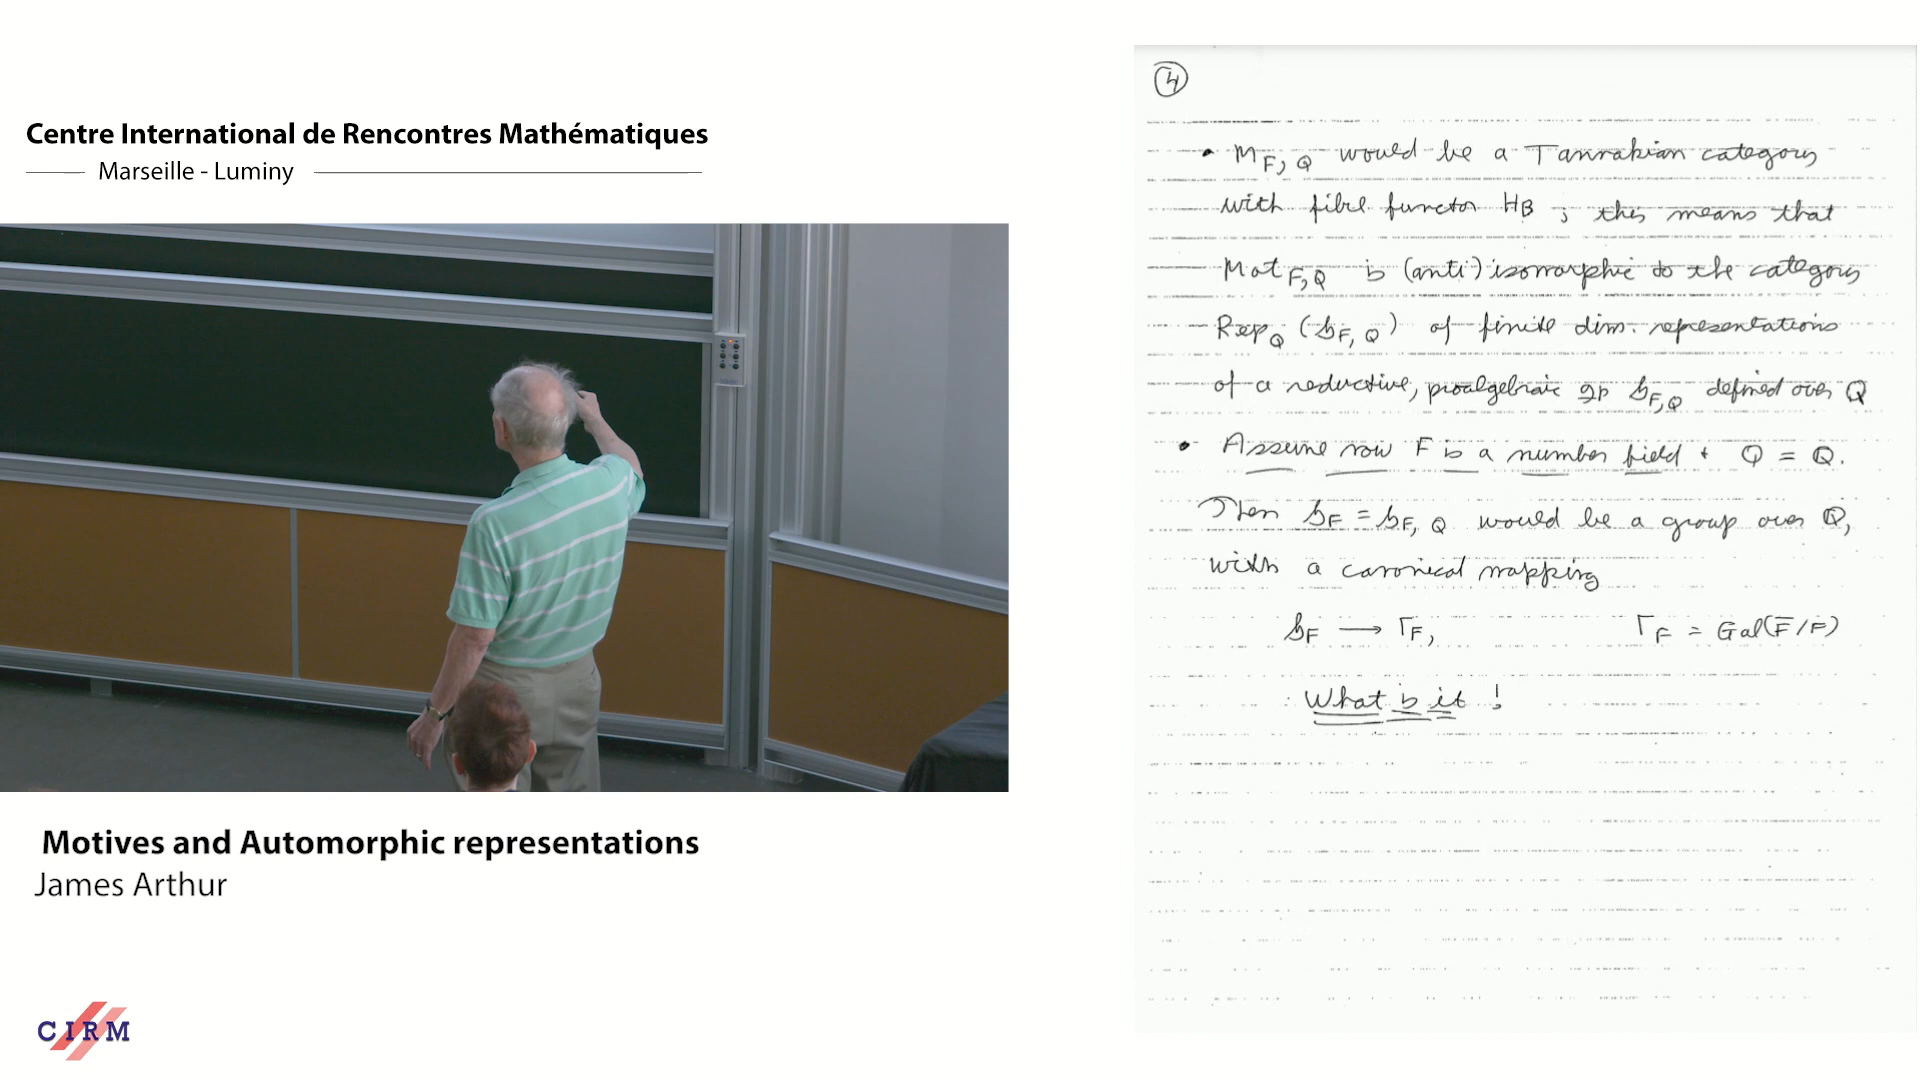 Centre International de Rencontres Mathématiques
Marseille - Luminy
Motives and Automorphic representations
James Arthur
CIRM
④
• M_{F,Q} would be a Tannakian category
with fibre functor H_B ; this means that
Mot_{F,Q} is (anti) isomorphic to the category
Rep_Q (𝒢_{F,Q}) of finite dim. representations
of a reductive, proalgebraic gp 𝒢_{F,Q} defined over Q
• Assume now F is a number field + Q = ℚ.
Then 𝒢_F = 𝒢_{F,Q} would be a group over ℚ,
with a canonical mapping
𝒢_F ⟶ Γ_F, Γ_F = Gal(F̅/F)
What is it !